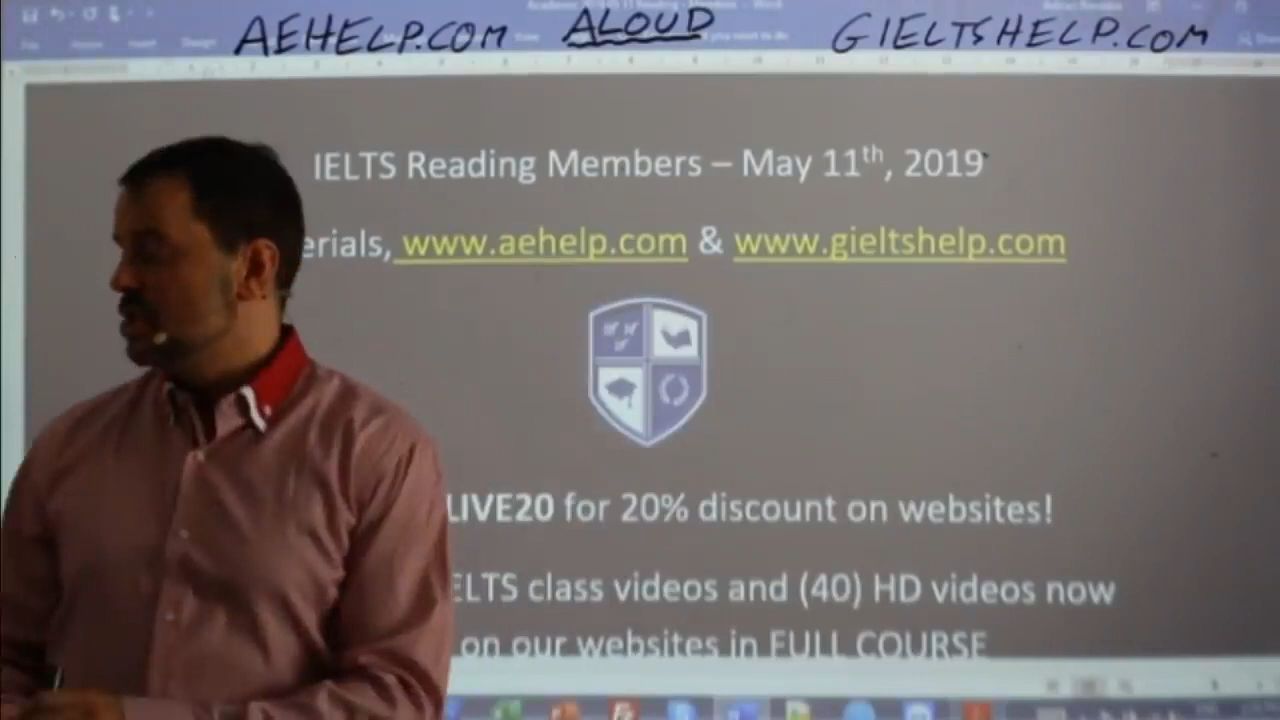 AEHELP.COM ALOUD GIELTSHELP.COM
IELTS Reading Members – May 11th, 2019
erials, www.aehelp.com & www.gieltshelp.com
LIVE20 for 20% discount on websites!
ELTS class videos and (40) HD videos now
on our websites in FULL COURSE